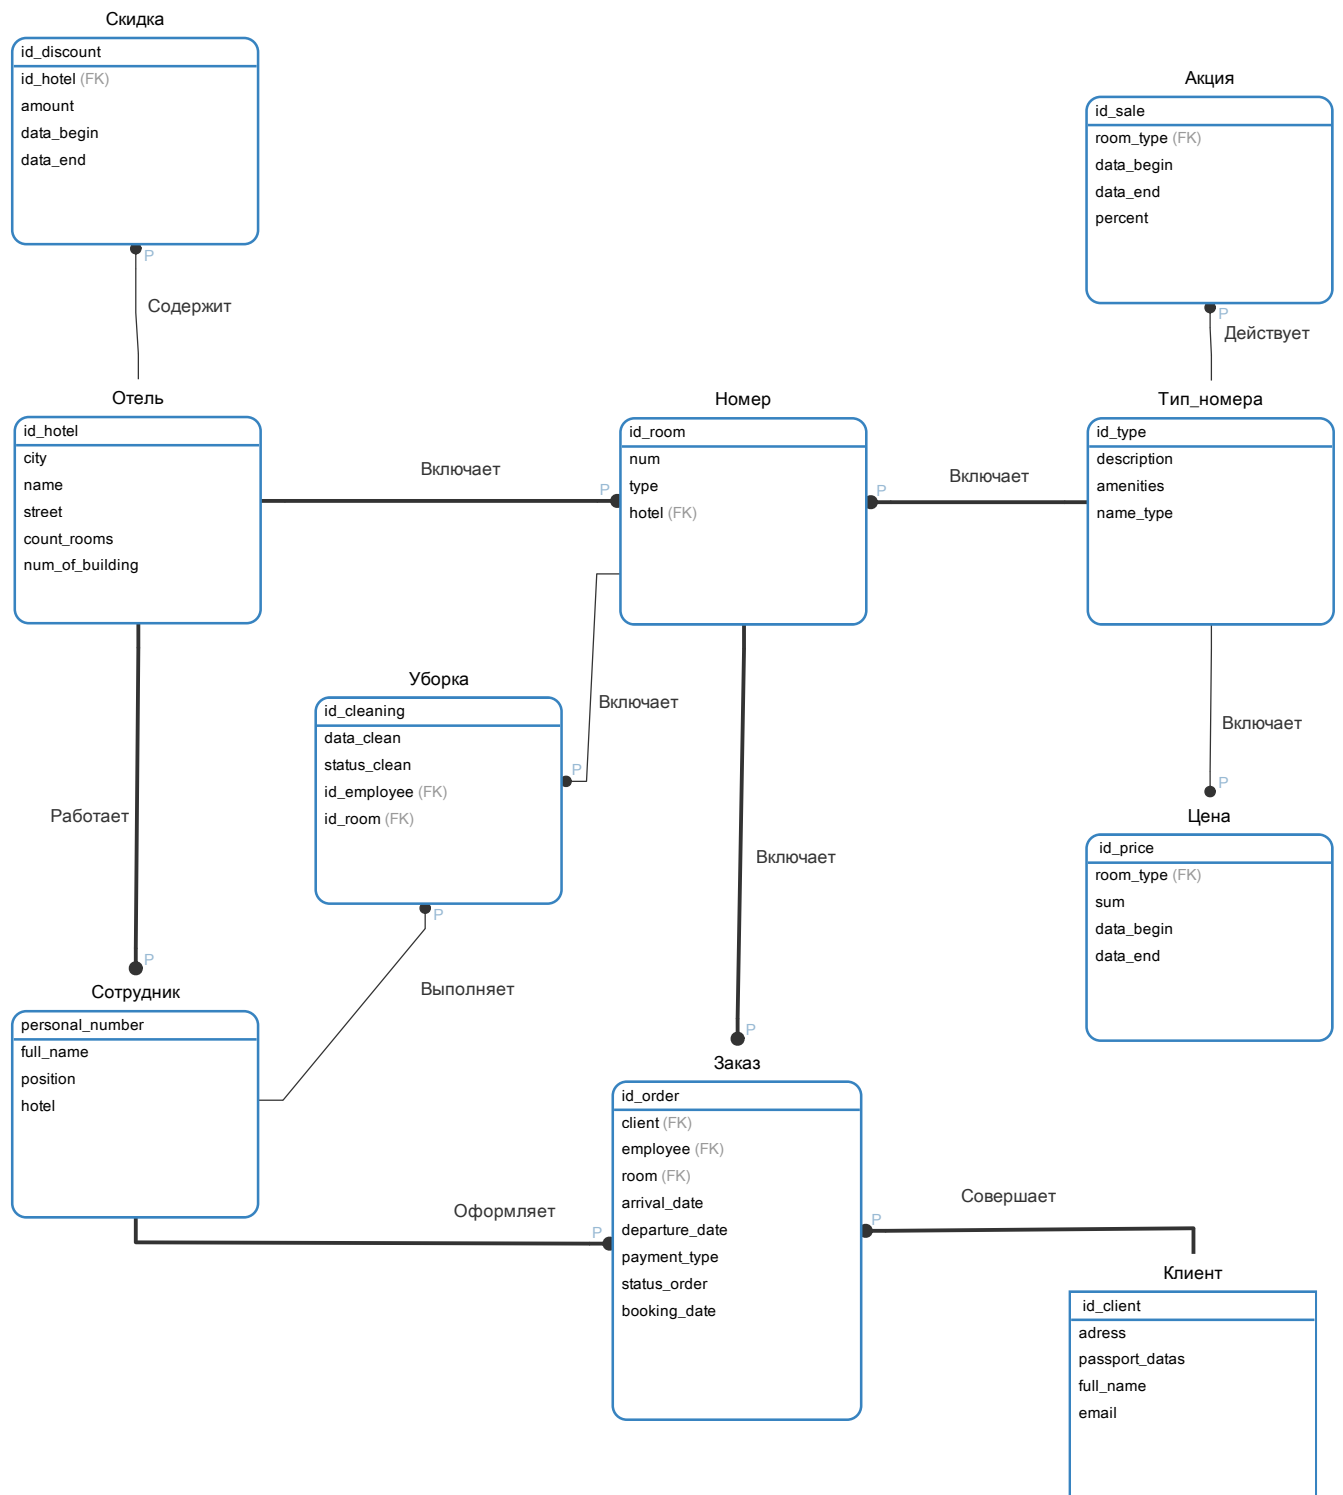 Скидка
id_discount
id_hotel (FK)
amount
data_begin
data_end
P
Содержит
Акция
id_sale
room_type (FK)
data_begin
data_end
percent
P
Действует
Отель
id_hotel
city
name
street
count_rooms
num_of_building
Включает
P
Номер
id_room
num
type
hotel (FK)
P
Включает
Тип_номера
id_type
description
amenities
name_type
Уборка
id_cleaning
data_clean
status_clean
id_employee (FK)
id_room (FK)
Включает
P
P
Выполняет
Работает
P
Включает
P
Включает
P
Цена
id_price
room_type (FK)
sum
data_begin
data_end
Сотрудник
personal_number
full_name
position
hotel
Оформляет
P
Заказ
id_order
client (FK)
employee (FK)
room (FK)
arrival_date
departure_date
payment_type
status_order
booking_date
P
Совершает
Клиент
id_client
adress
passport_datas
full_name
email